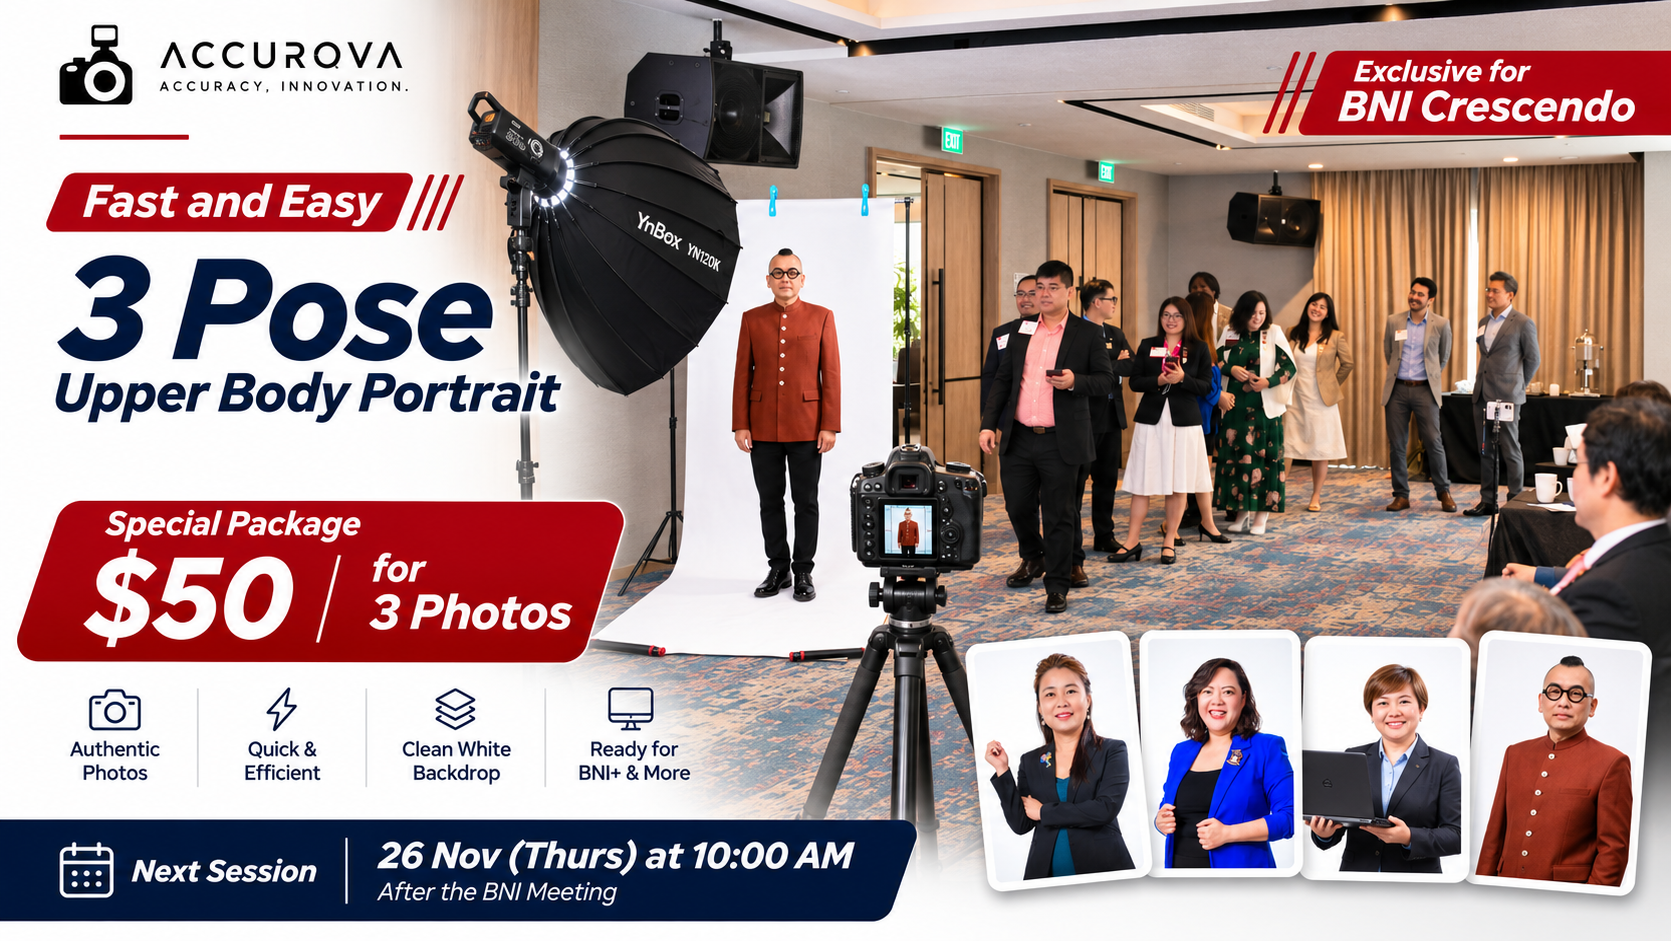 ACCUROVA
ACCURACY, INNOVATION.
Exclusive for
BNI Crescendo
Fast and Easy
3 Pose
Upper Body Portrait
YnBox YN120K
EXIT
EXIT
Special Package
$50
for
3 Photos
Authentic
Photos
Quick &
Efficient
Clean White
Backdrop
Ready for
BNI+ & More
Next Session
26 Nov (Thurs) at 10:00 AM
After the BNI Meeting